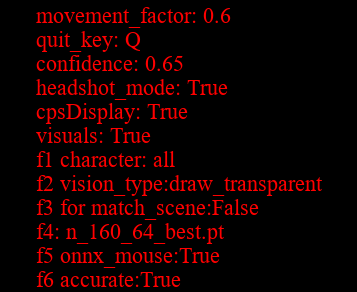 movement_factor: 0.6
quit_key: Q
confidence: 0.65
headshot_mode: True
cpsDisplay: True
visuals: True
f1 character: all
f2 vision_type:draw_transparent
f3 for match_scene:False
f4: n_160_64_best.pt
f5 onnx_mouse:True
f6 accurate:True